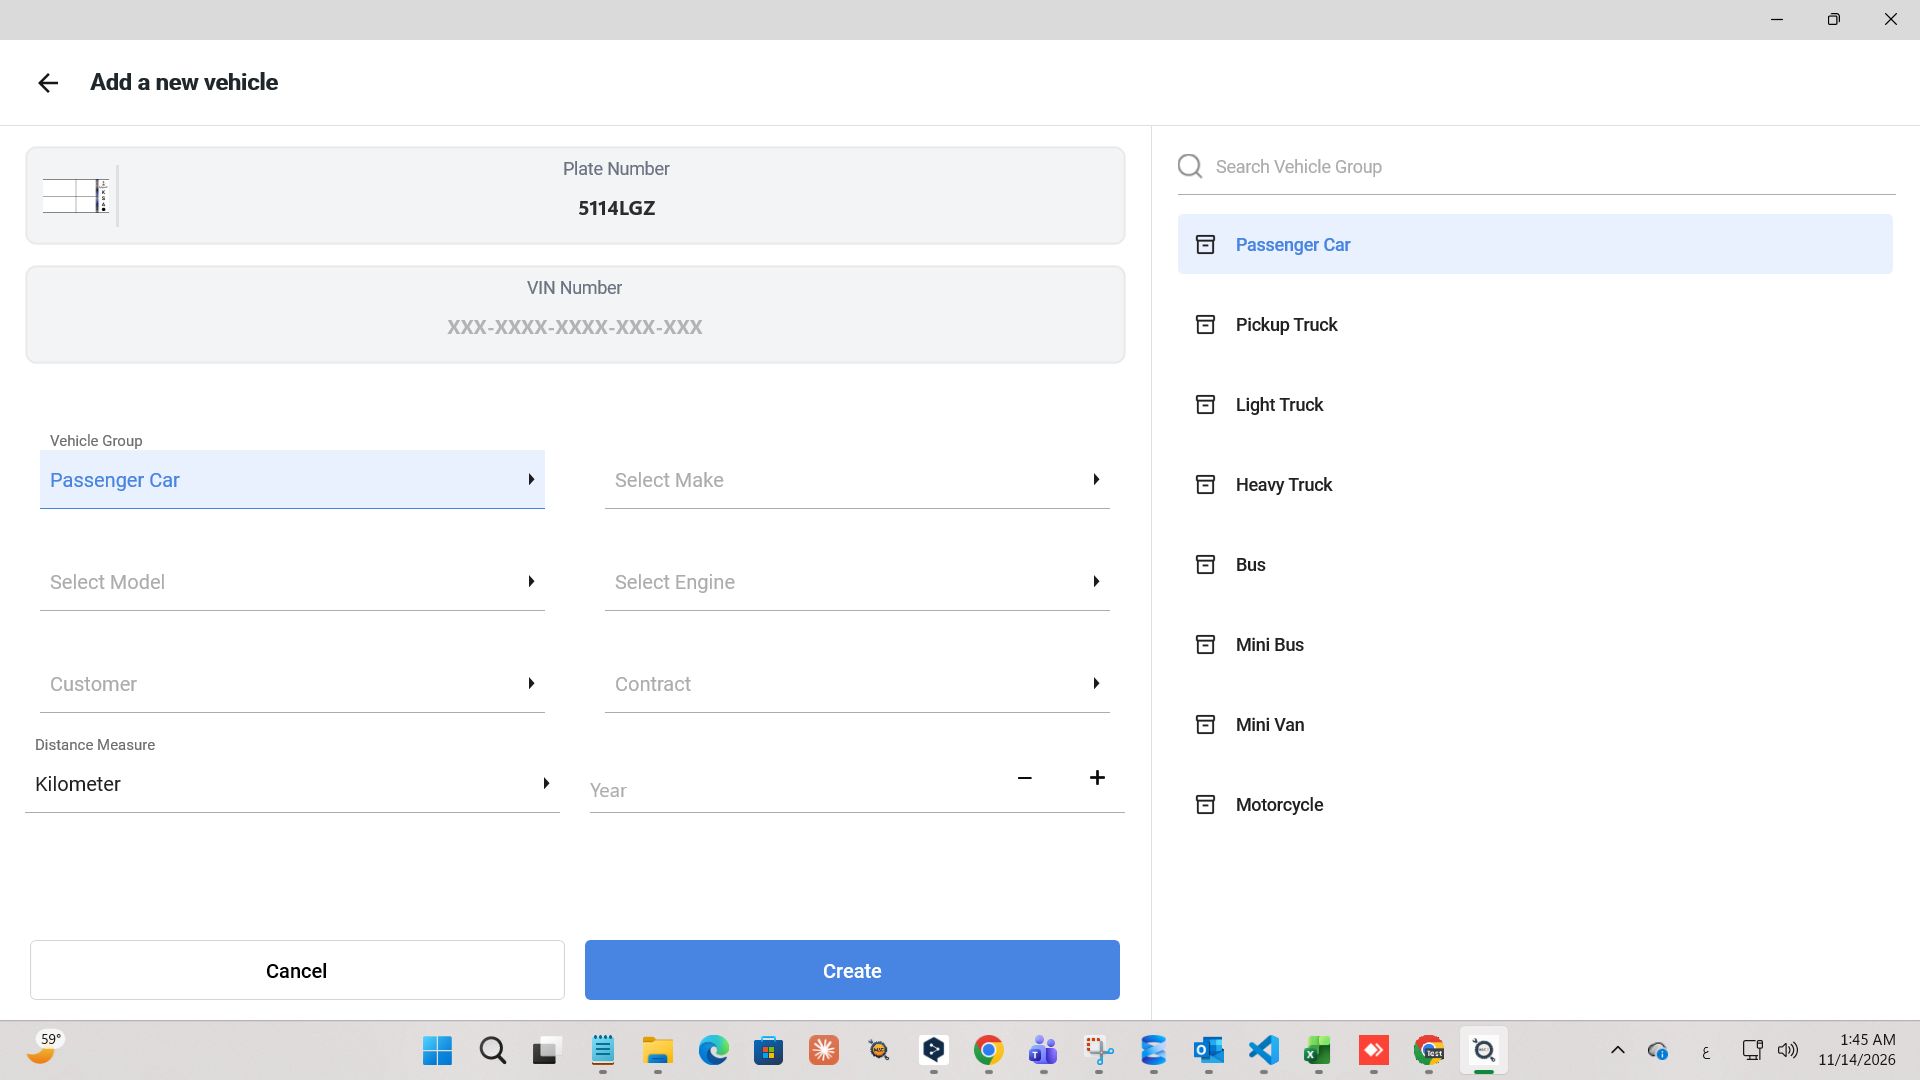 Add a new vehicle
Plate Number
5114LGZ
VIN Number
XXX-XXXX-XXXX-XXX-XXX
Vehicle Group
Passenger Car
Select Make
Select Model
Select Engine
Customer
Contract
Distance Measure
Kilometer
Year
Cancel
Create
Search Vehicle Group
Passenger Car
Pickup Truck
Light Truck
Heavy Truck
Bus
Mini Bus
Mini Van
Motorcycle
59°
Test
ع
1:45 AM
11/14/2026